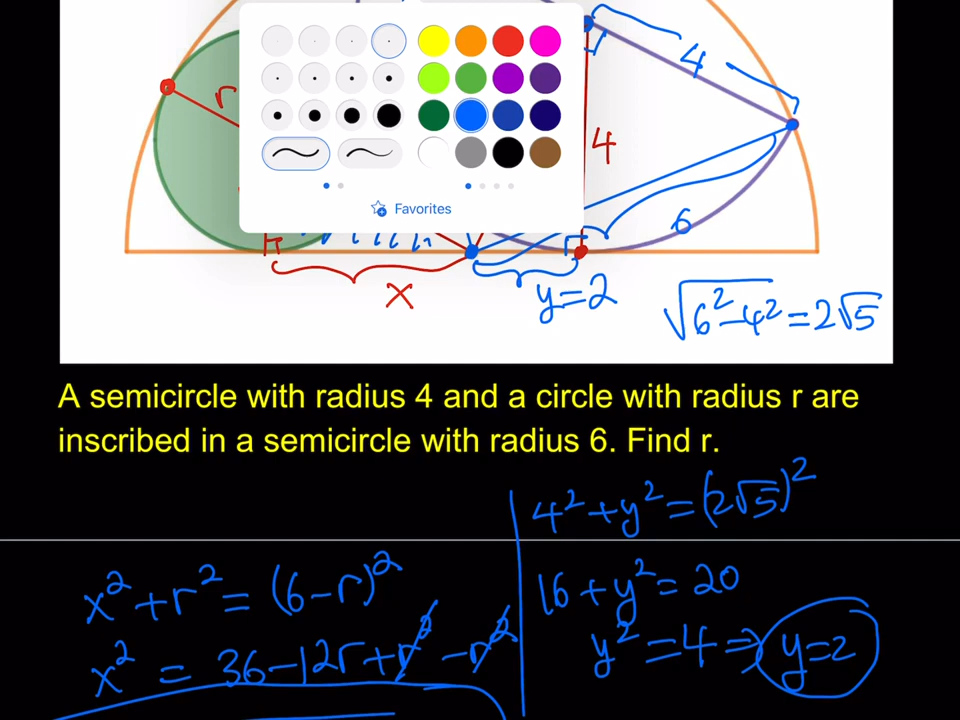 4
r
Favorites
4
6
x
y=2
√6²-4² = 2√5
A semicircle with radius 4 and a circle with radius r are
inscribed in a semicircle with radius 6. Find r.
4² + y² = (2√5)²
x² + r² = (6-r)²
16 + y² = 20
x² = 36-12r+r² -r²
y² = 4 ⇒ y=2